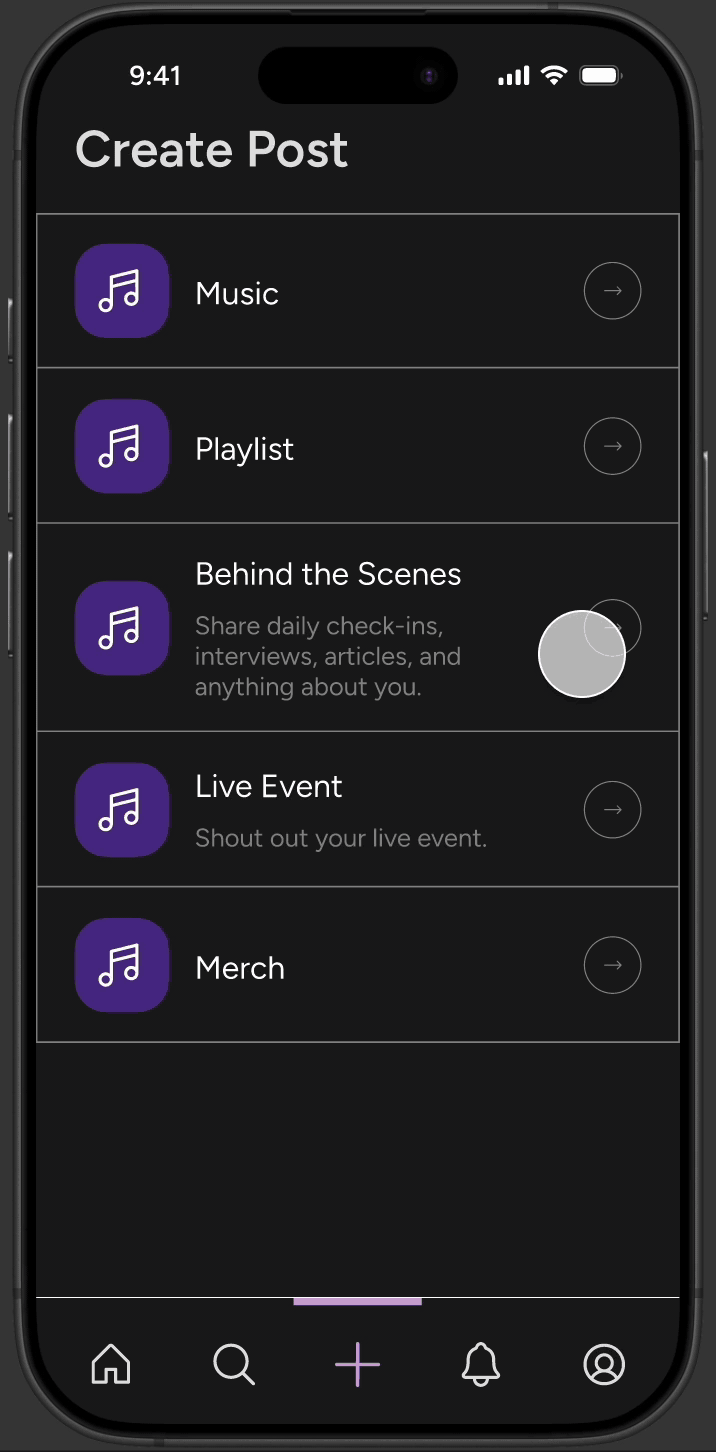 9:41
Create Post
Music
Playlist
Behind the Scenes
Share daily check-ins,
interviews, articles, and
anything about you.
Live Event
Shout out your live event.
Merch